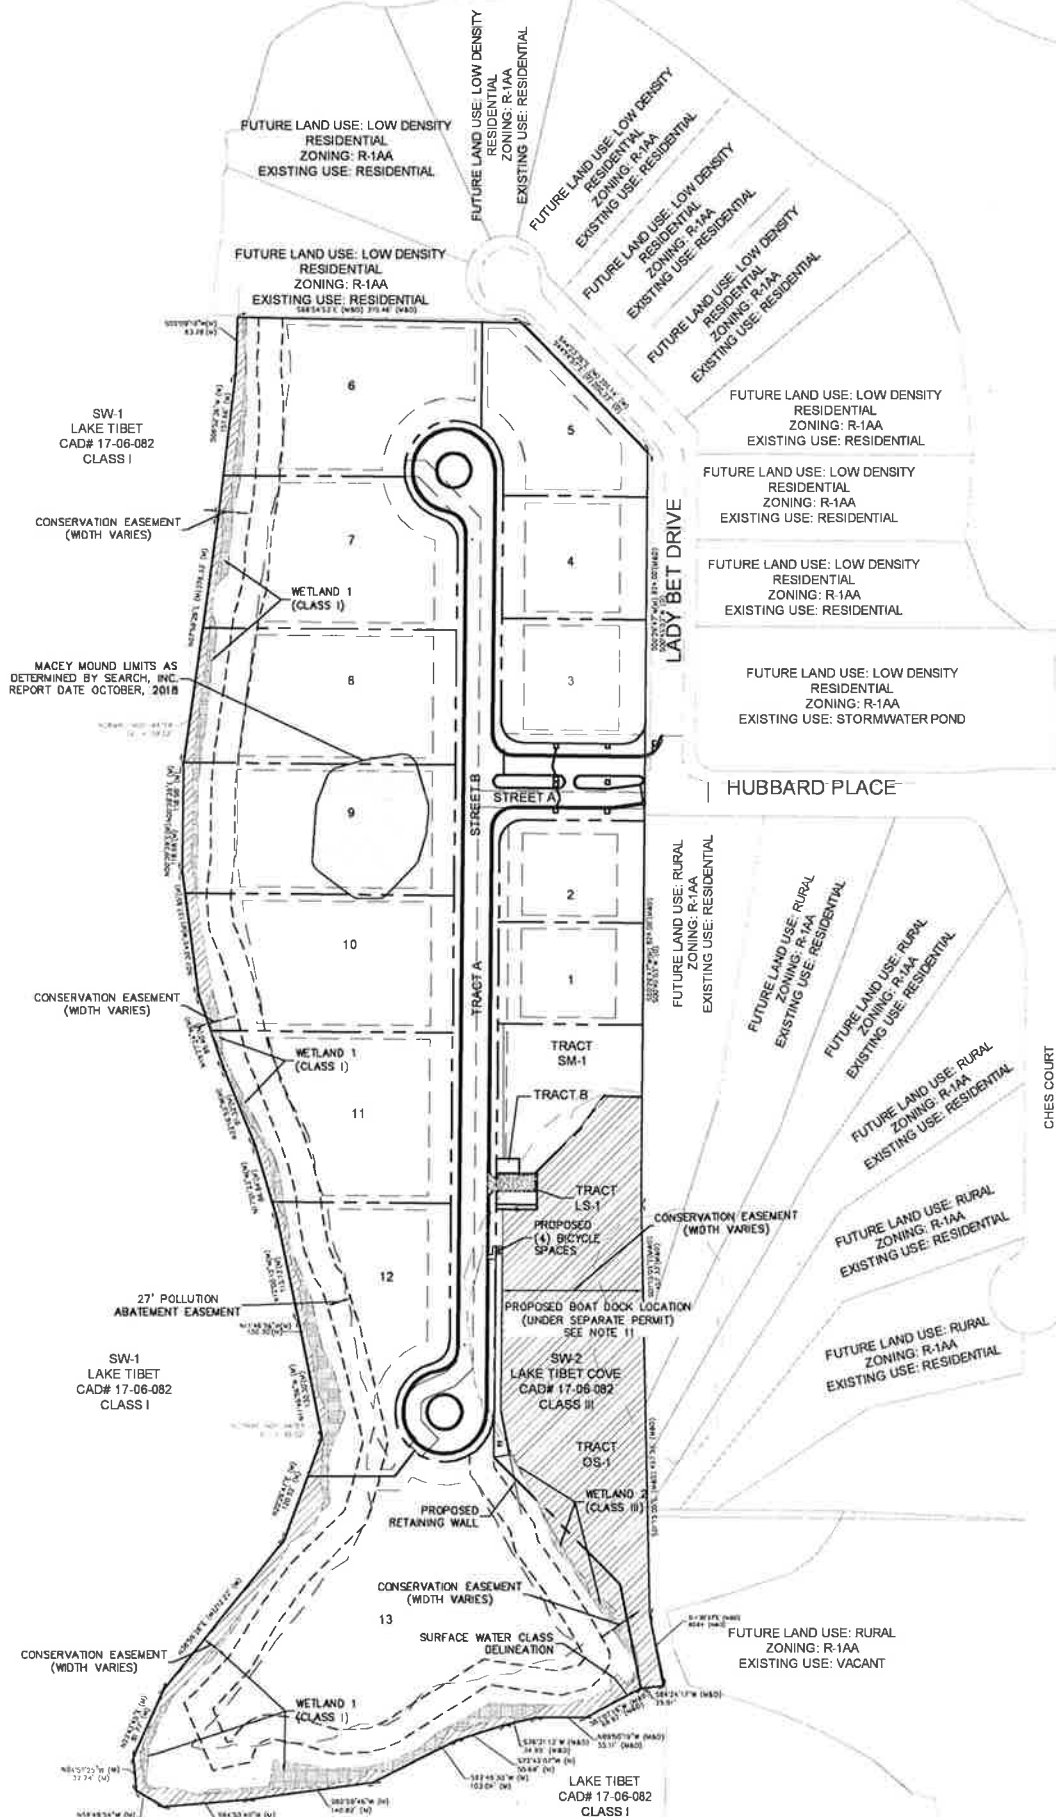 FUTURE LAND USE: LOW DENSITY
RESIDENTIAL
ZONING: R-1AA
EXISTING USE: RESIDENTIAL
FUTURE LAND USE: LOW DENSITY
RESIDENTIAL
ZONING: R-1AA
EXISTING USE: RESIDENTIAL
FUTURE LAND USE: LOW DENSITY
RESIDENTIAL
ZONING: R-1AA
EXISTING USE: RESIDENTIAL
FUTURE LAND USE: LOW DENSITY
RESIDENTIAL
ZONING: R-1AA
EXISTING USE: RESIDENTIAL
FUTURE LAND USE: LOW DENSITY
RESIDENTIAL
ZONING: R-1AA
EXISTING USE: RESIDENTIAL
FUTURE LAND USE: LOW DENSITY
RESIDENTIAL
ZONING: R-1AA
EXISTING USE: RESIDENTIAL
FUTURE LAND USE: LOW DENSITY
RESIDENTIAL
ZONING: R-1AA
EXISTING USE: RESIDENTIAL
FUTURE LAND USE: LOW DENSITY
RESIDENTIAL
ZONING: R-1AA
EXISTING USE: RESIDENTIAL
FUTURE LAND USE: LOW DENSITY
RESIDENTIAL
ZONING: R-1AA
EXISTING USE: RESIDENTIAL
FUTURE LAND USE: LOW DENSITY
RESIDENTIAL
ZONING: R-1AA
EXISTING USE: STORMWATER POND
LADY BET DRIVE
HUBBARD PLACE
6
5
SW-1
LAKE TIBET
CAD# 17-06-082
CLASS I
CONSERVATION EASEMENT
(WIDTH VARIES)
7
4
WETLAND 1
(CLASS I)
MACEY MOUND LIMITS AS
DETERMINED BY SEARCH, INC.
REPORT DATE OCTOBER, 2018
8
3
9
STREET B
STREET A
2
10
TRACT A
1
CONSERVATION EASEMENT
(WIDTH VARIES)
WETLAND 1
(CLASS I)
TRACT
SM-1
11
TRACT B
TRACT
LS-1
PROPOSED
(4) BICYCLE
SPACES
CONSERVATION EASEMENT
(WIDTH VARIES)
12
27' POLLUTION
ABATEMENT EASEMENT
PROPOSED BOAT DOCK LOCATION
(UNDER SEPARATE PERMIT)
SEE NOTE 11
SW-1
LAKE TIBET
CAD# 17-06-082
CLASS I
SW-2
LAKE TIBET COVE
CAD# 17-06-082
CLASS III
TRACT
OS-1
WETLAND 2
(CLASS III)
PROPOSED
RETAINING WALL
CONSERVATION EASEMENT
(WIDTH VARIES)
13
SURFACE WATER CLASS
DELINEATION
CONSERVATION EASEMENT
(WIDTH VARIES)
WETLAND 1
(CLASS I)
LAKE TIBET
CAD# 17-06-082
CLASS I
FUTURE LAND USE: RURAL
ZONING: R-1AA
EXISTING USE: RESIDENTIAL
FUTURE LAND USE: RURAL
ZONING: R-1AA
EXISTING USE: RESIDENTIAL
FUTURE LAND USE: RURAL
ZONING: R-1AA
EXISTING USE: RESIDENTIAL
FUTURE LAND USE: RURAL
ZONING: R-1AA
EXISTING USE: RESIDENTIAL
FUTURE LAND USE: RURAL
ZONING: R-1AA
EXISTING USE: RESIDENTIAL
FUTURE LAND USE: RURAL
ZONING: R-1AA
EXISTING USE: RESIDENTIAL
FUTURE LAND USE: RURAL
ZONING: R-1AA
EXISTING USE: VACANT
CHES COURT